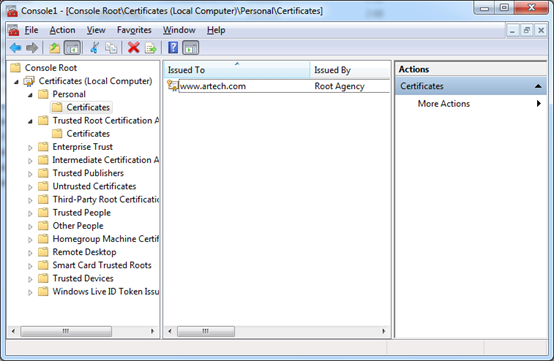 Console1 - [Console Root\Certificates (Local Computer)\Personal\Certificates]
File Action View Favorites Window Help
Console Root
Certificates (Local Computer)
Personal
Certificates
Trusted Root Certification A
Certificates
Enterprise Trust
Intermediate Certification A
Trusted Publishers
Untrusted Certificates
Third-Party Root Certification
Trusted People
Other People
Homegroup Machine Certif
Remote Desktop
Smart Card Trusted Roots
Trusted Devices
Windows Live ID Token Issu
Issued To Issued By
www.artech.com Root Agency
Actions
Certificates
More Actions